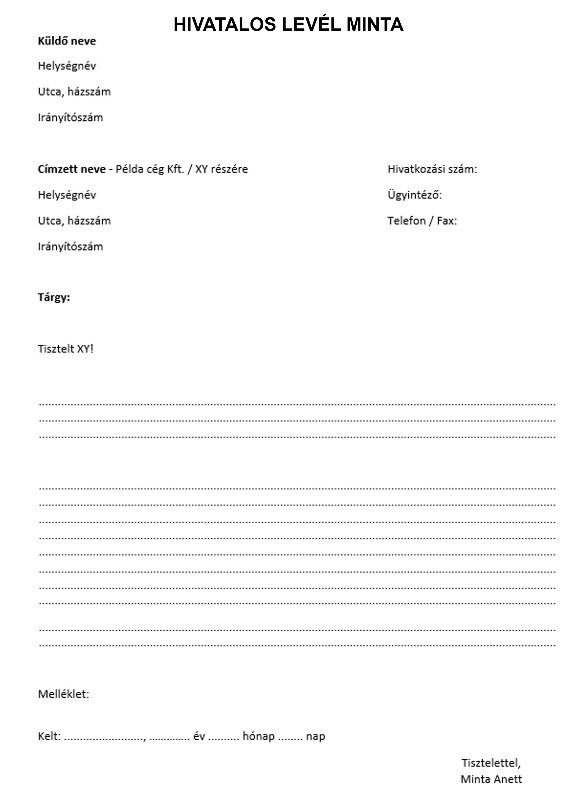 HIVATALOS LEVÉL MINTA
Küldő neve
Helységnév
Utca, házszám
Irányítószám
Címzett neve - Példa cég Kft. / XY részére
Hivatkozási szám:
Helységnév
Ügyintéző:
Utca, házszám
Telefon / Fax:
Irányítószám
Tárgy:
Tisztelt XY!
Melléklet:
Kelt: ........................., .............. év .......... hónap ........ nap
Tisztelettel,
Minta Anett